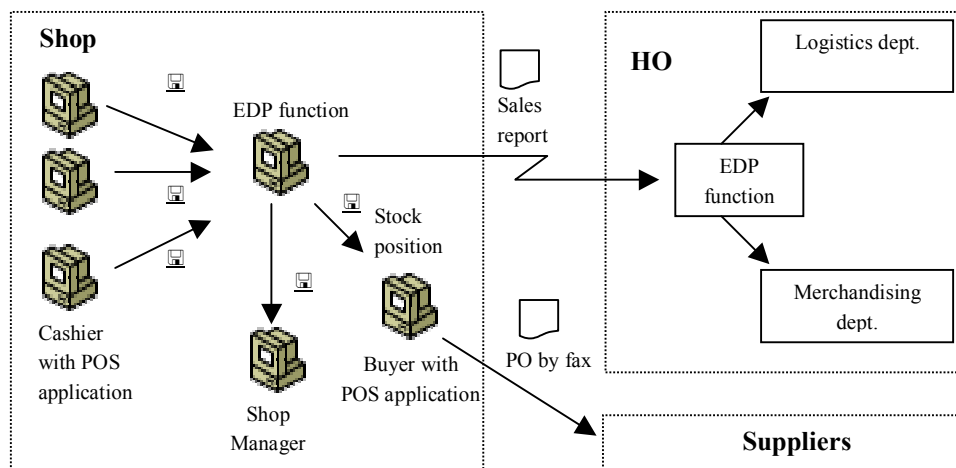 Shop
EDP function
Cashier
with POS
application
Shop
Manager
Stock
position
Buyer with
POS application
Sales
report
PO by fax
HO
Logistics dept.
EDP
function
Merchandising
dept.
Suppliers